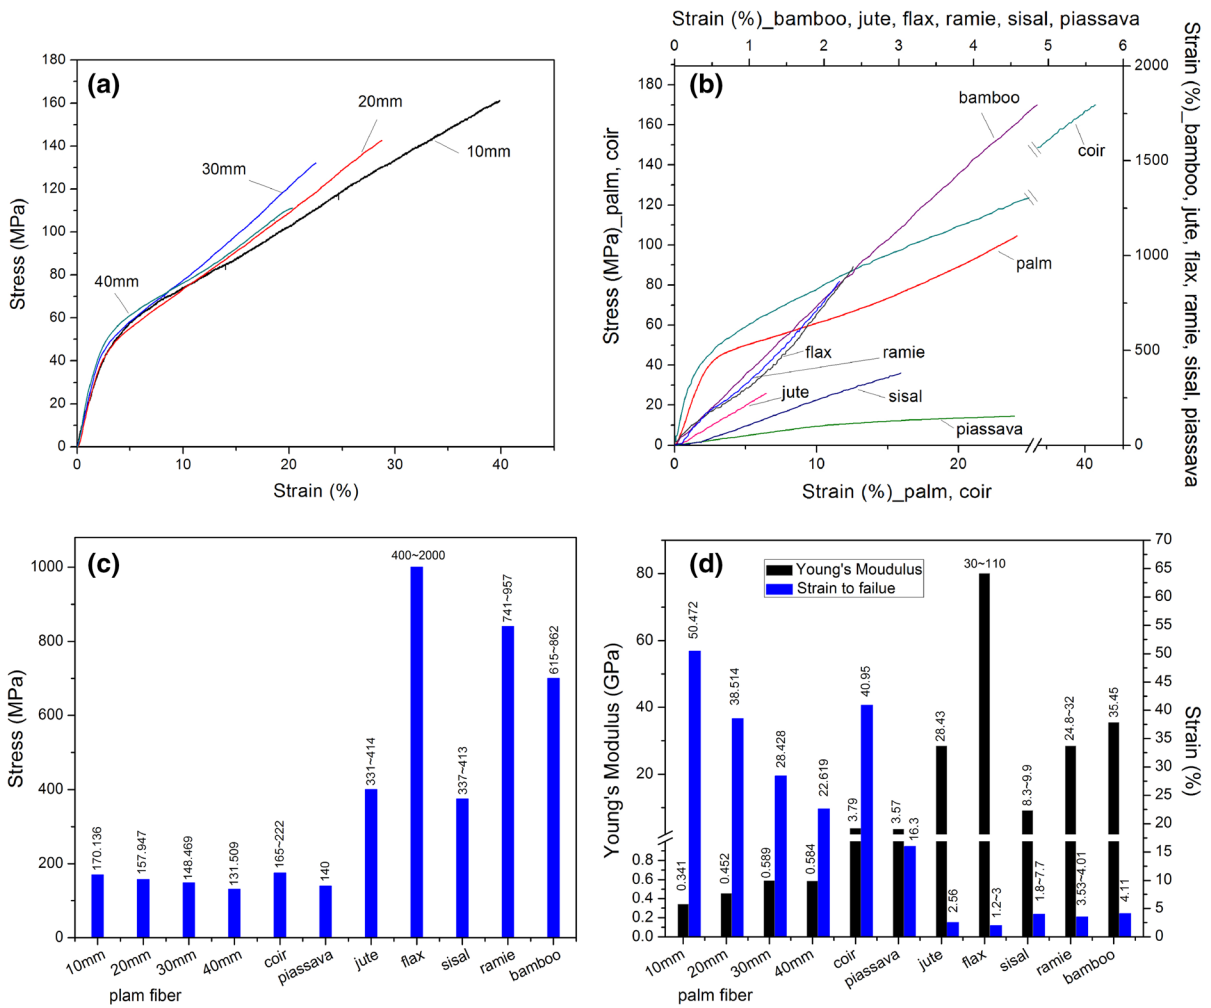 (a)
180
160
140
120
100
80
60
40
20
0
Stress (MPa)
20mm
30mm
10mm
40mm
0 10 20 30 40
Strain (%)
Strain (%)_bamboo, jute, flax, ramie, sisal, piassava
0 1 2 3 4 5 6
(b)
180
170
160
140
120
100
80
60
40
20
0
Stress (MPa)_palm, coir
bamboo
coir
palm
flax
ramie
jute
sisal
piassava
2000
1500
1000
500
0
Strain (%)_bamboo, jute, flax, ramie, sisal, piassava
0 10 20 40
Strain (%)_palm, coir
(c)
1000
800
600
400
200
0
Stress (MPa)
170.136
157.947
148.469
131.509
165~222
140
331~414
400~2000
337~413
741~957
615~862
10mm 20mm 30mm 40mm coir piassava jute flax sisal ramie bamboo
plam fiber
(d)
Young's Moudulus
Strain to failue
80
60
40
20
0.8
0.6
0.4
0.2
0.0
Young's Modulus (GPa)
0.341
50.472
0.452
38.514
0.589
28.428
0.584
22.619
3.79
40.95
3.57
16.3
28.43
2.56
30~110
1.2~3
8.3~9.9
1.8~7.7
24.8~32
3.53~4.01
35.45
4.11
70
65
60
55
50
45
40
35
30
25
20
15
10
5
0
Strain (%)
10mm 20mm 30mm 40mm coir piassava jute flax sisal ramie bamboo
palm fiber